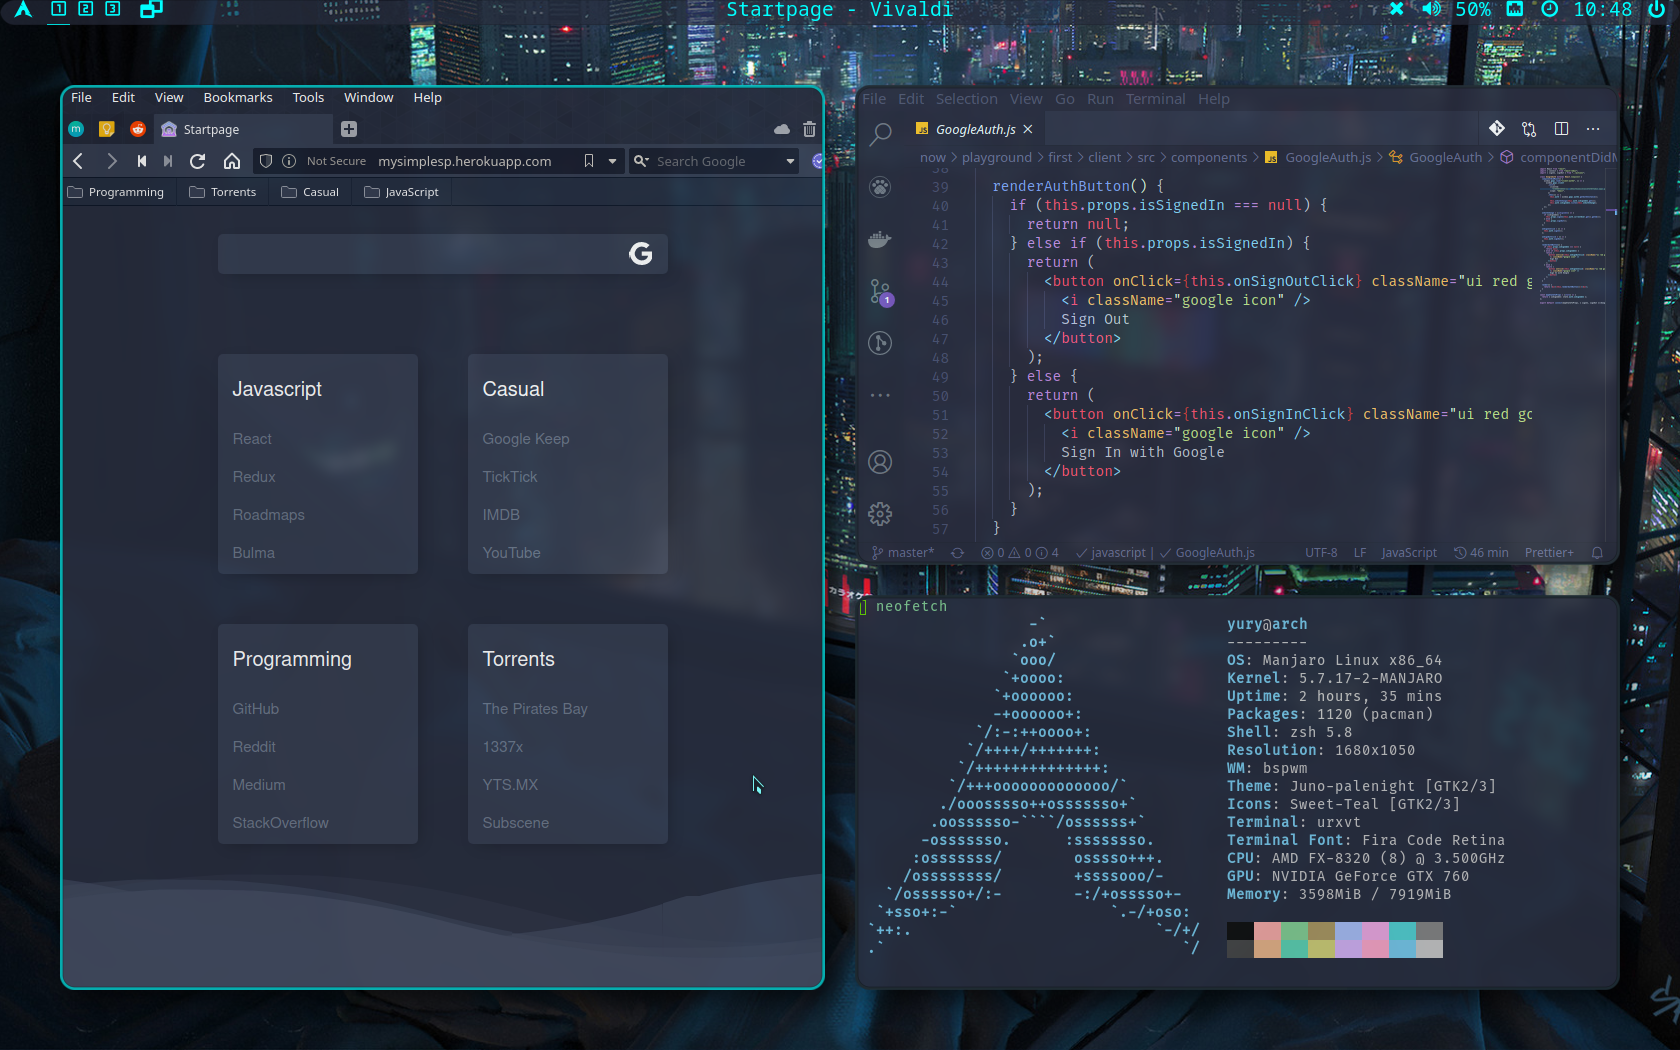 1 2 3
Startpage - Vivaldi
50% 10:48
File Edit View Bookmarks Tools Window Help
m Startpage
Not Secure mysimplesp.herokuapp.com Search Google
Programming Torrents Casual JavaScript
G
Javascript
React
Redux
Roadmaps
Bulma
Casual
Google Keep
TickTick
IMDB
YouTube
Programming
GitHub
Reddit
Medium
StackOverflow
Torrents
The Pirates Bay
1337x
YTS.MX
Subscene
File Edit Selection View Go Run Terminal Help
JS GoogleAuth.js
now > playground > first > client > src > components > JS GoogleAuth.js > GoogleAuth >
38
39 renderAuthButton() {
40 if (this.props.isSignedIn === null) {
41 return null;
42 } else if (this.props.isSignedIn) {
43 return (
44 <button onClick={this.onSignOutClick} className="ui red g
45 <i className="google icon" />
46 Sign Out
47 </button>
48 );
49 } else {
50 return (
51 <button onClick={this.onSignInClick} className="ui red go
52 <i className="google icon" />
53 Sign In with Google
54 </button>
55 );
56 }
57 }
1
master* 0 0 4 javascript | GoogleAuth.js UTF-8 LF JavaScript 46 min Prettier+
カラオケ
neofetch
yury@arch
---------
OS: Manjaro Linux x86_64
Kernel: 5.7.17-2-MANJARO
Uptime: 2 hours, 35 mins
Packages: 1120 (pacman)
Shell: zsh 5.8
Resolution: 1680x1050
WM: bspwm
Theme: Juno-palenight [GTK2/3]
Icons: Sweet-Teal [GTK2/3]
Terminal: urxvt
Terminal Font: Fira Code Retina
CPU: AMD FX-8320 (8) @ 3.500GHz
GPU: NVIDIA GeForce GTX 760
Memory: 3598MiB / 7919MiB